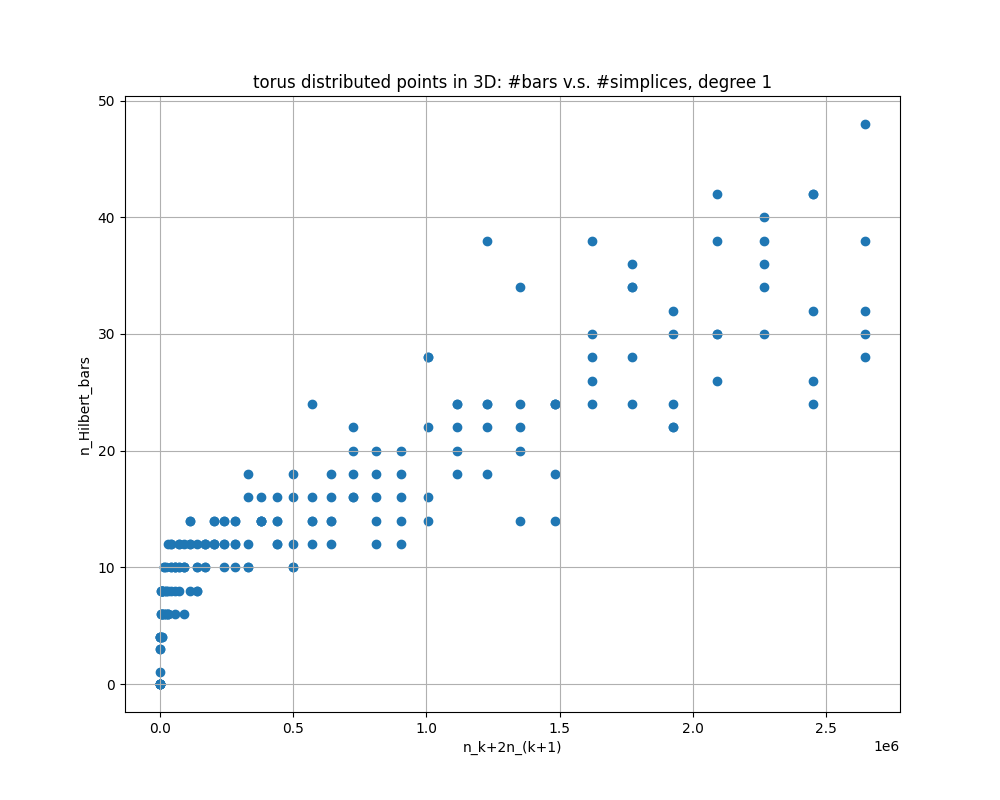 torus distributed points in 3D: #bars v.s. #simplices, degree 1
50
40
30
20
10
0
n_Hilbert_bars
0.0 0.5 1.0 1.5 2.0 2.5
1e6
n_k+2n_(k+1)